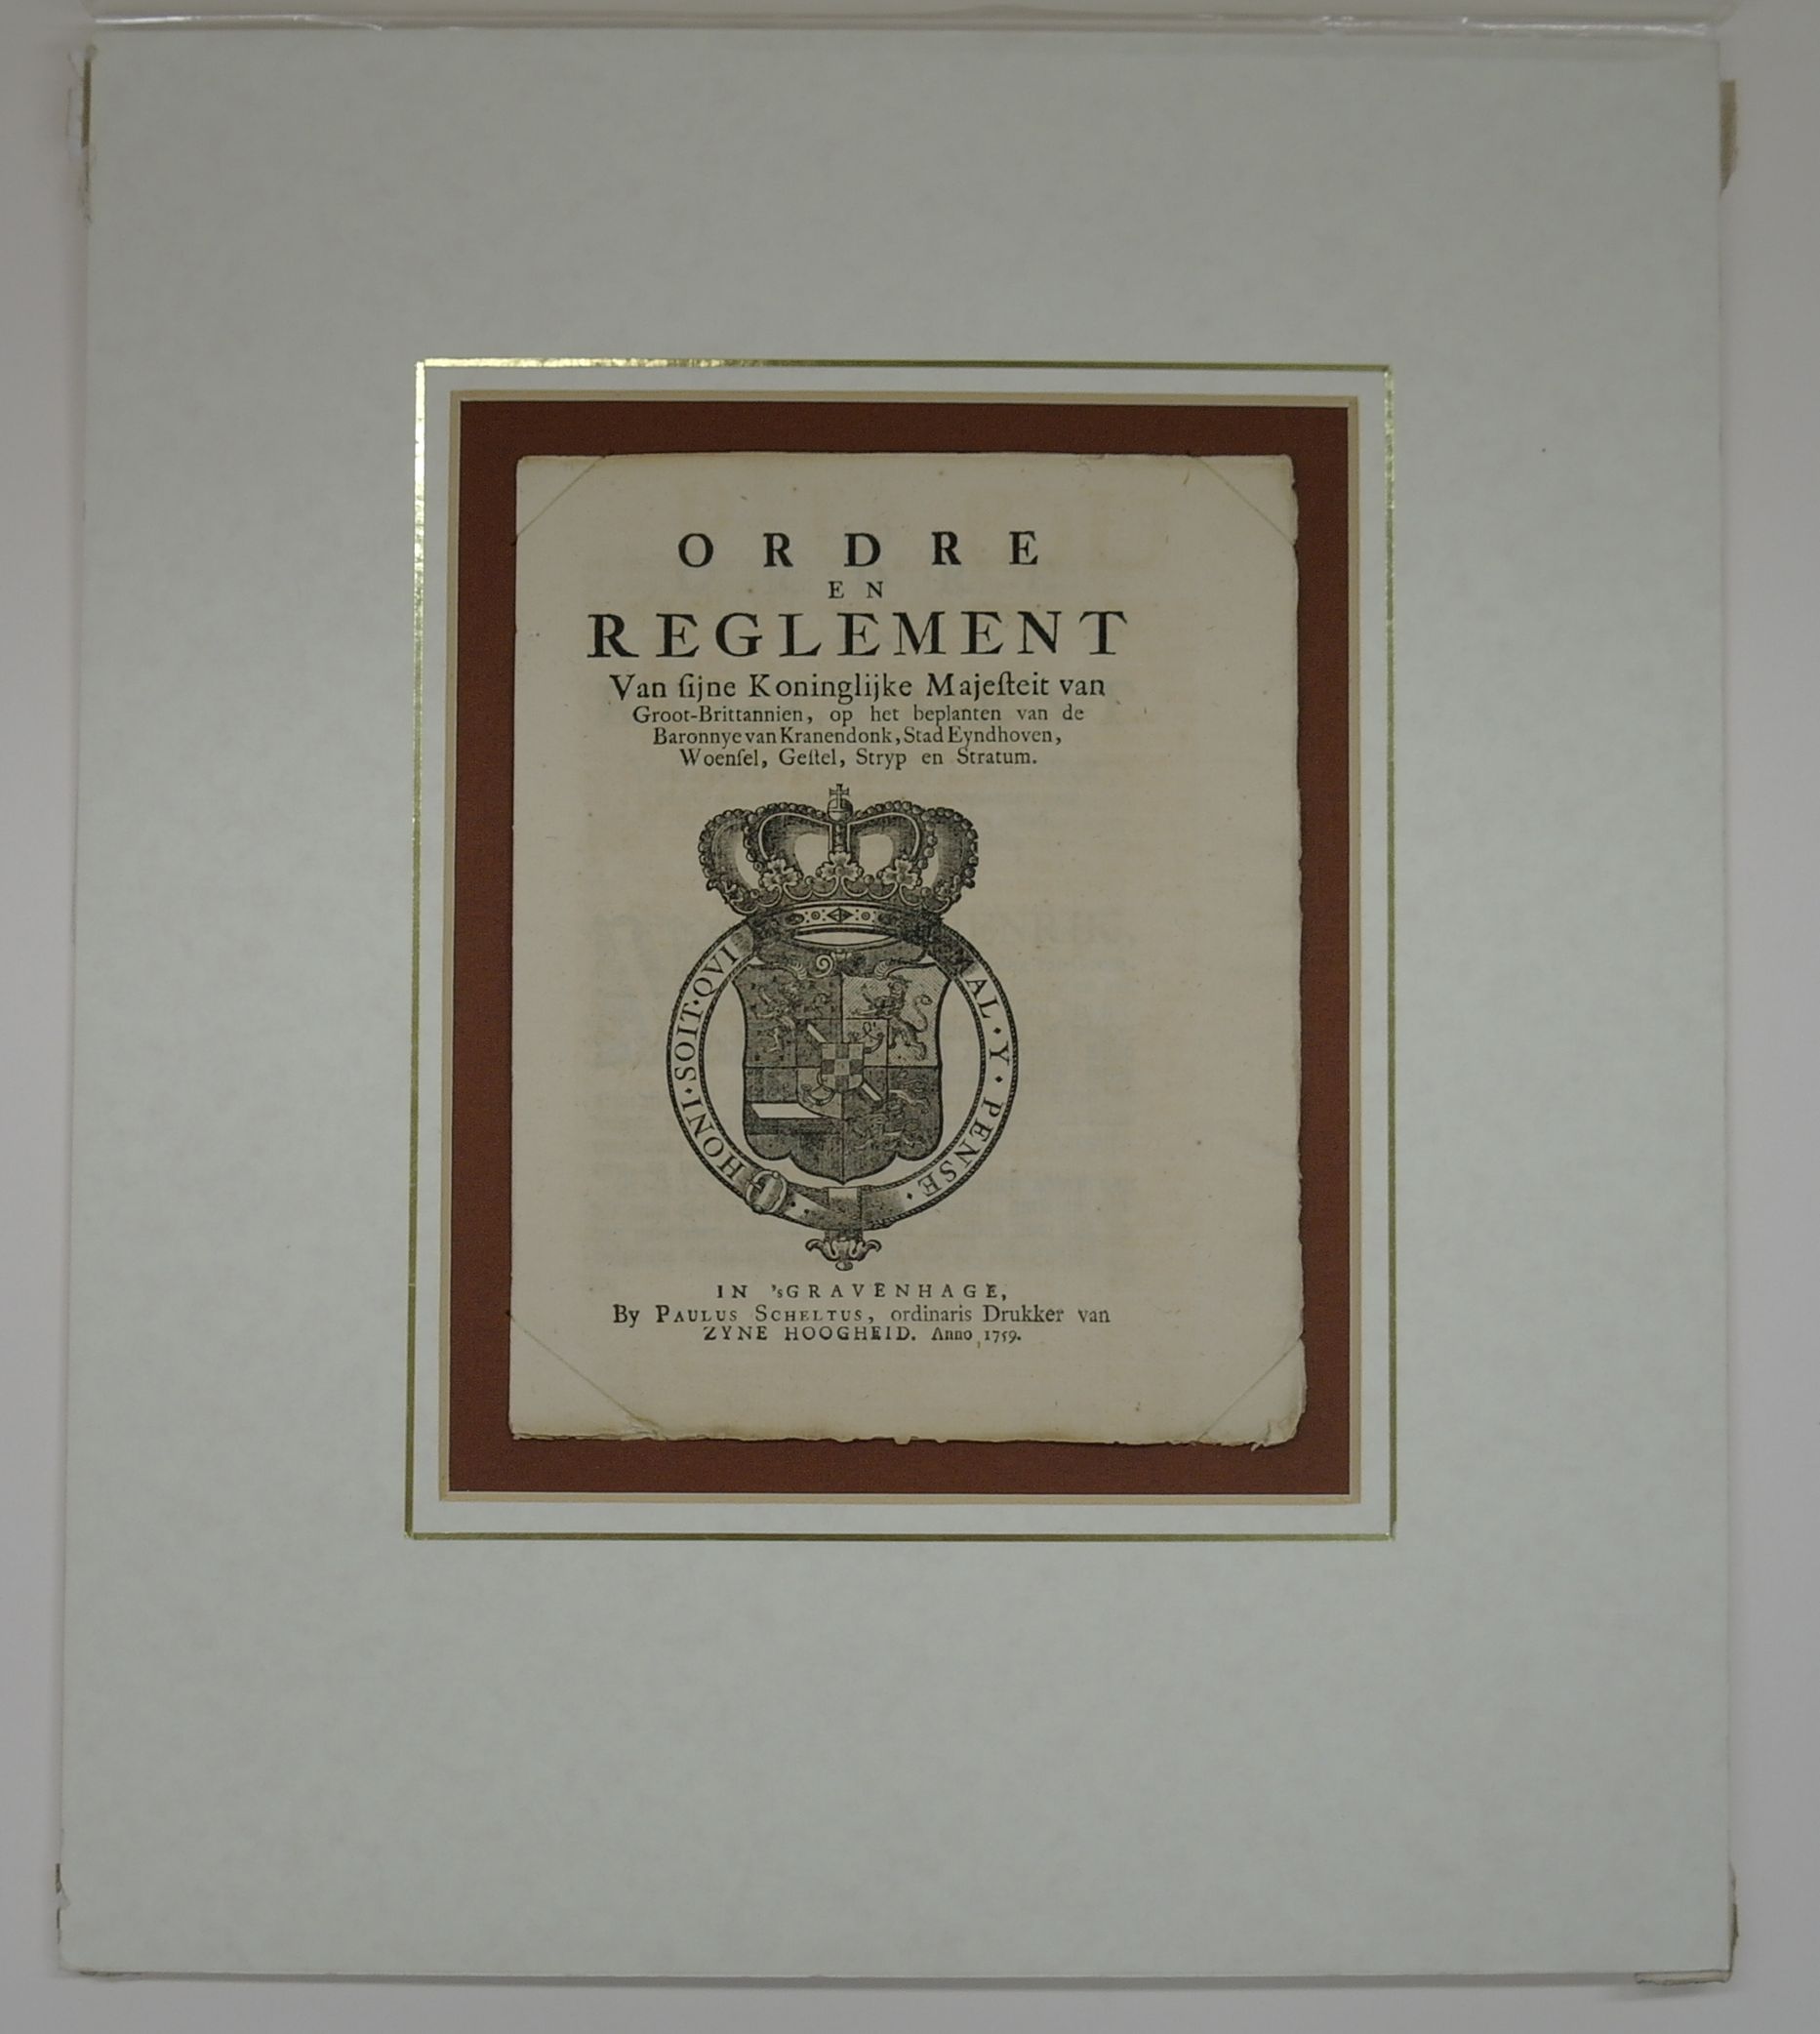 ORDRE
EN
REGLEMENT
Van ſijne Koninglijke Majeſteit van
Groot-Brittannien, op het beplanten van de
Baronnye van Kranendonk, Stad Eyndhoven,
Woenſel, Geſtel, Stryp en Stratum.
HONI·SOIT·QVI
MAL·Y·PENSE·
IN 'sGRAVENHAGE,
By PAULUS SCHELTUS, ordinaris Drukker van
ZYNE HOOGHEID. Anno 1759.